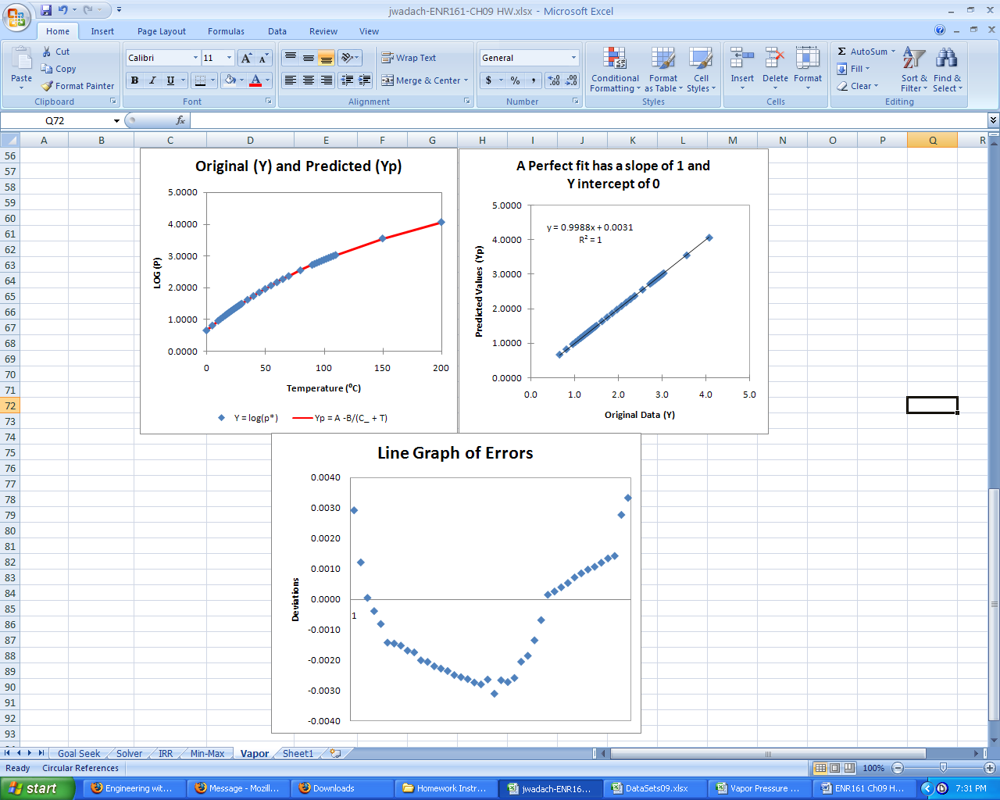 jwadach-ENR161-CH09 HW.xlsx - Microsoft Excel
Home Insert Page Layout Formulas Data Review View
Paste
Cut
Copy
Format Painter
Clipboard
Calibri 11
B I U
Font
Wrap Text
Merge & Center
Alignment
General
$ % , .00 .00
Number
Conditional Formatting
Format as Table
Cell Styles
Styles
Insert Delete Format
Cells
Σ AutoSum
Fill
Clear
Sort & Filter
Find & Select
Editing
Q72
fx
A B C D E F G H I J K L M N O P Q R
56
57
58
59
60
61
62
63
64
65
66
67
68
69
70
71
72
73
74
75
76
77
78
79
80
81
82
83
84
85
86
87
88
89
90
91
92
93
Original (Y) and Predicted (Yp)
LOG (P)
5.0000
4.0000
3.0000
2.0000
1.0000
0.0000
0 50 100 150 200
Temperature (⁰C)
Y = log(p*) Yp = A -B/(C_ + T)
A Perfect fit has a slope of 1 and
Y intercept of 0
y = 0.9988x + 0.0031
R² = 1
Predicted Values (Yp)
5.0000
4.0000
3.0000
2.0000
1.0000
0.0000
0.0 1.0 2.0 3.0 4.0 5.0
Original Data (Y)
Line Graph of Errors
Deviations
0.0040
0.0030
0.0020
0.0010
0.0000
-0.0010
-0.0020
-0.0030
-0.0040
1
Goal Seek Solver IRR Min-Max Vapor Sheet1
Ready Circular References 100%
start Engineering wit... Message - Mozill... Downloads Homework Instr... jwadach-ENR16... DataSets09.xlsx Vapor Pressure ... ENR161 Ch09 H... 7:31 PM